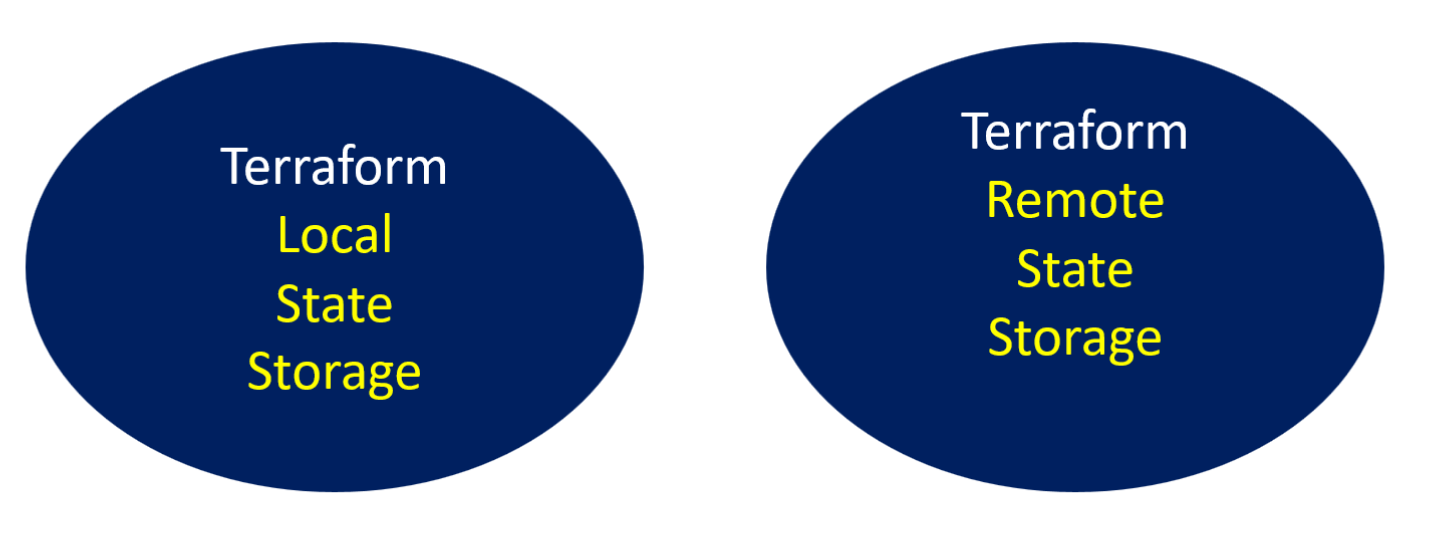 Terraform
Local
State
Storage
Terraform
Remote
State
Storage